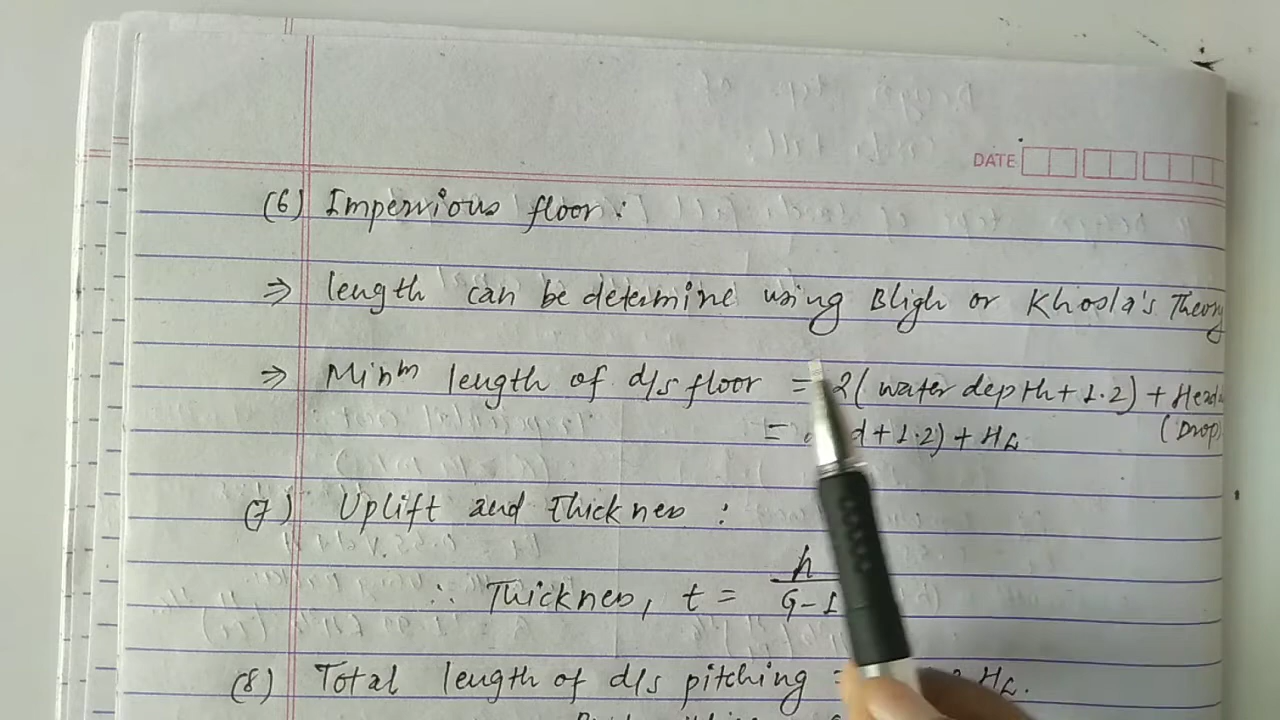 DATE
(6) Impervious floor :
⇒ length can be determine using Bligh or Khosla's Theory
⇒ Minᵐ length of d/s floor = 2( water depth + 1.2) + Head
= d + 1.2) + HL (Drop)
(7) Uplift and Thickness :
∴ Thickness, t = h / G - 1
(8) Total length of d/s pitching = HL.